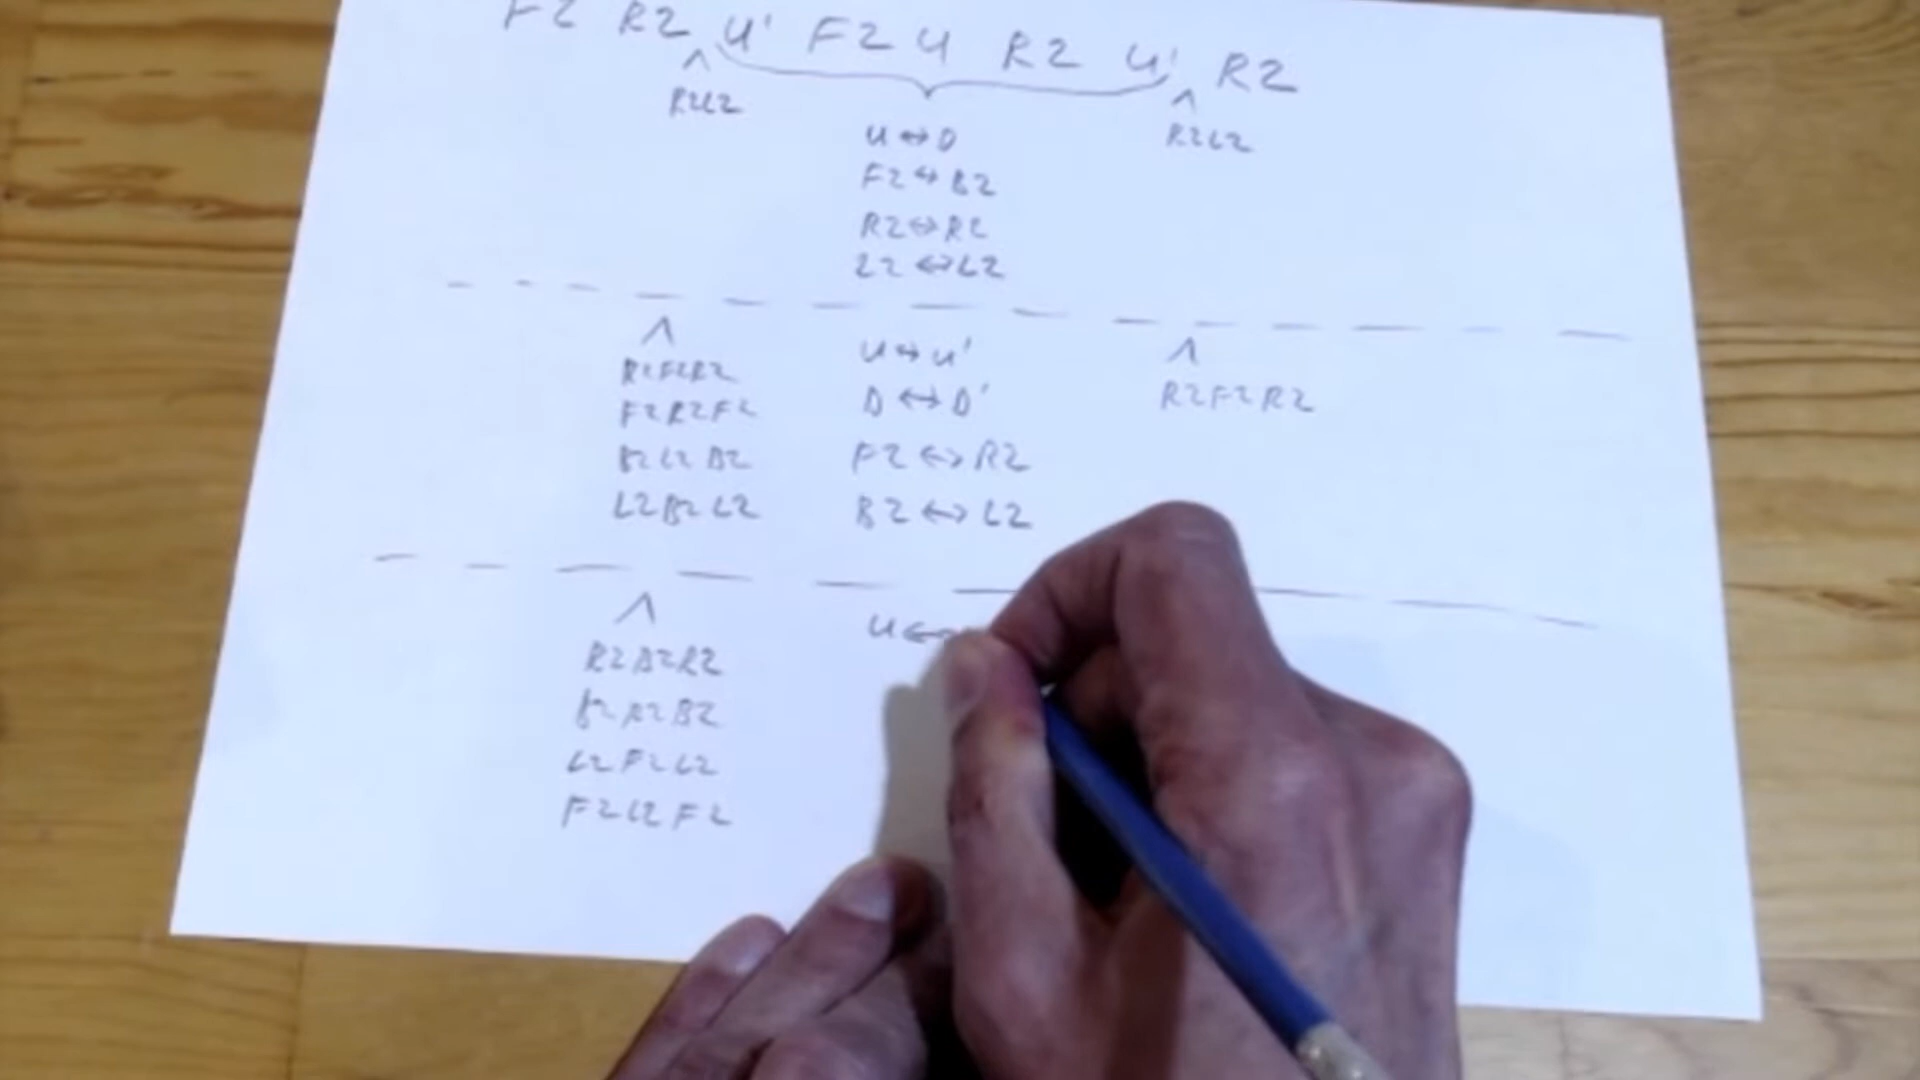 F2 R2 U' F2 U R2 U' R2
^ ^
R2L2 R2L2
U ↔ D
F2 ↔ B2
R2 ↔ R2
L2 ↔ L2
^ ^
R2F2R2 U ↔ U'
F2R2F2 D ↔ D' R2F2R2
B2L2B2 F2 ↔ R2
L2B2L2 B2 ↔ L2
^
U ↔
R2B2R2
B2R2B2
L2F2L2
F2L2F2